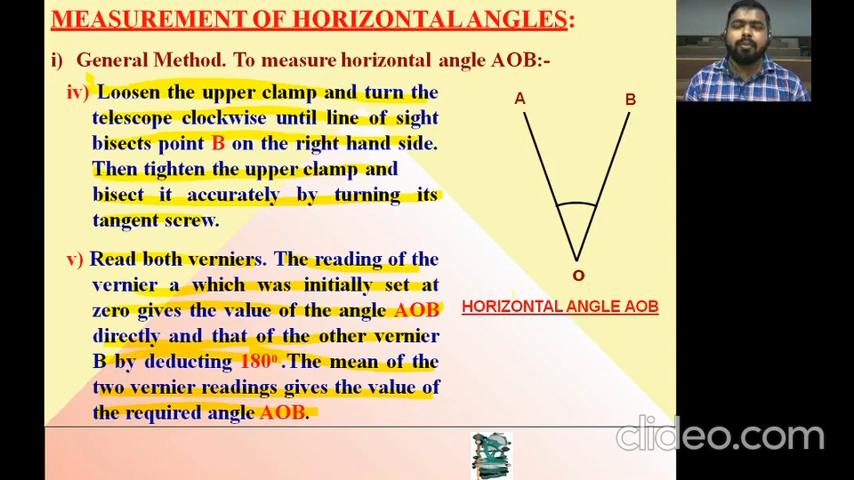 MEASUREMENT OF HORIZONTAL ANGLES:
i) General Method. To measure horizontal angle AOB:-
iv) Loosen the upper clamp and turn the
telescope clockwise until line of sight
bisects point B on the right hand side.
Then tighten the upper clamp and
bisect it accurately by turning its
tangent screw.
v) Read both verniers. The reading of the
vernier a which was initially set at
zero gives the value of the angle AOB
directly and that of the other vernier
B by deducting 180⁰ .The mean of the
two vernier readings gives the value of
the required angle AOB.
A
B
O
HORIZONTAL ANGLE AOB
clideo.com